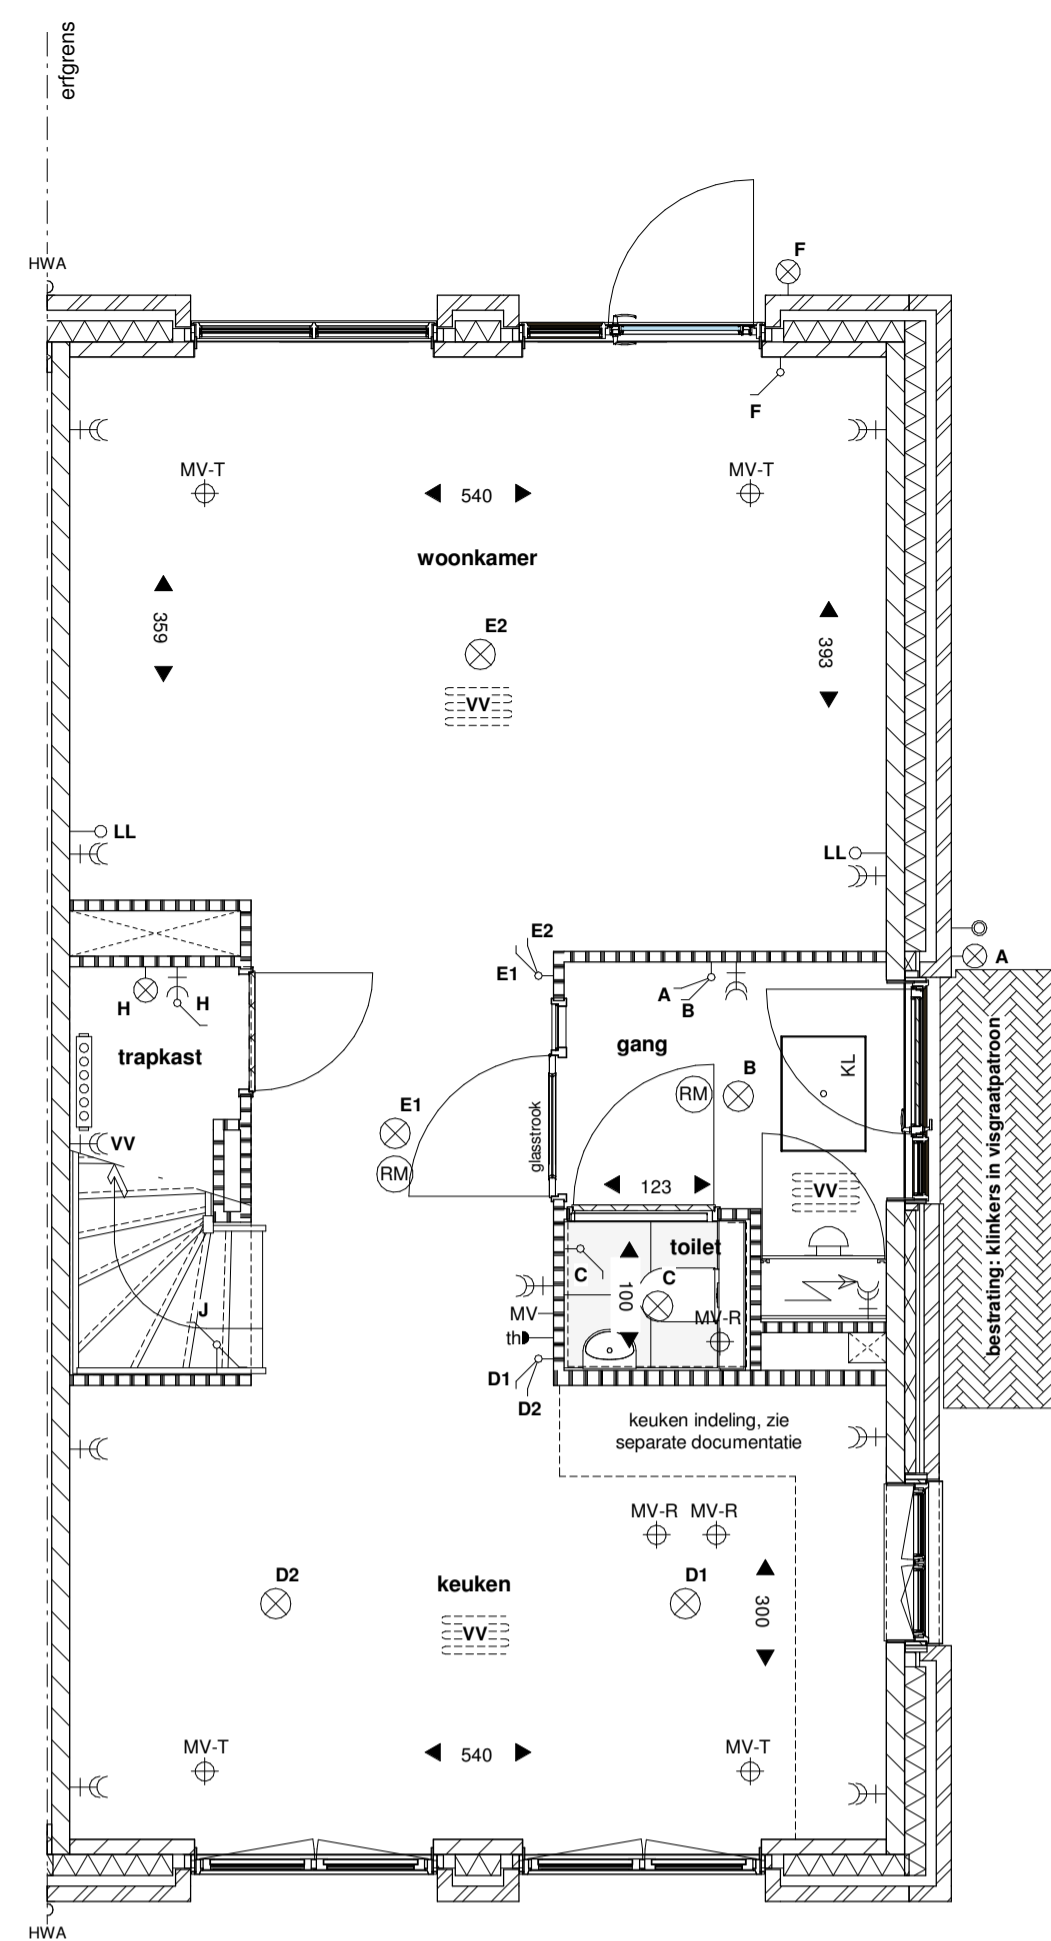 erfgrens
HWA
F
F
MV-T
MV-T
540
woonkamer
359
393
E2
VV
LL
LL
E2
E1
A
A
B
H
H
trapkast
gang
KL
B
RM
E1
RM
glasstrook
VV
123
VV
bestrating: klinkers in visgraatpatroon
toilet
C
C
100
J
MV
MV-R
th
D1
D2
keuken indeling, zie
separate documentatie
MV-R
MV-R
D2
keuken
D1
300
VV
MV-T
540
MV-T
HWA